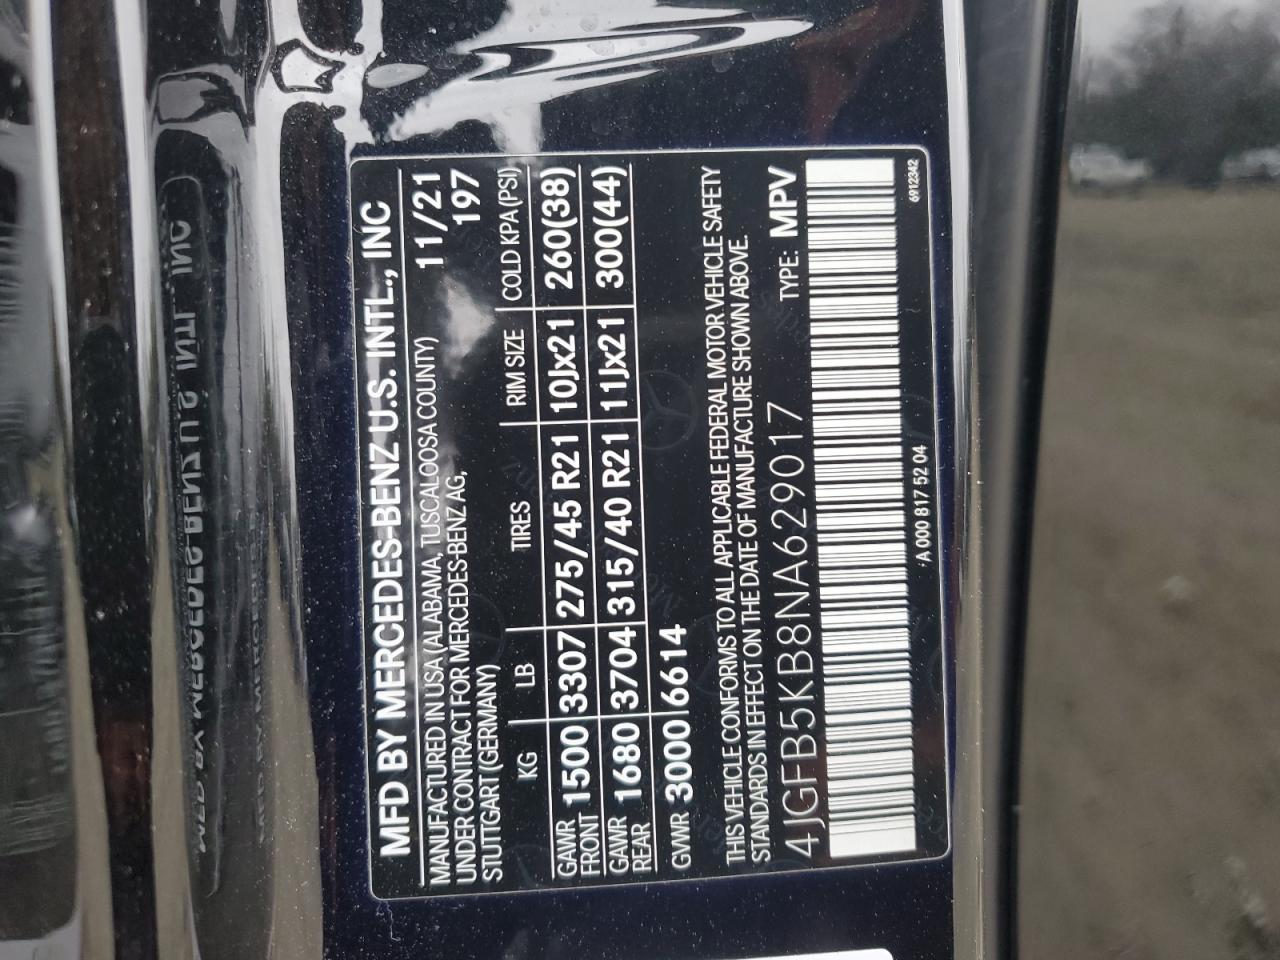 MFD BY MERCEDES-BENZ U.S. INTL., INC
MANUFACTURED IN USA (ALABAMA, TUSCALOOSA COUNTY) 11/21
UNDER CONTRACT FOR MERCEDES-BENZ AG, 197
STUTTGART (GERMANY)
KG LB TIRES RIM SIZE COLD KPA (PSI)
GAWR FRONT 1500 3307 275/45 R21 10Jx21 260(38)
GAWR REAR 1680 3704 315/40 R21 11Jx21 300(44)
GVWR 3000 6614
THIS VEHICLE CONFORMS TO ALL APPLICABLE FEDERAL MOTOR VEHICLE SAFETY
STANDARDS IN EFFECT ON THE DATE OF MANUFACTURE SHOWN ABOVE.
4JGFB5KB8NA629017 TYPE: MPV
A 000 817 52 04 6912342